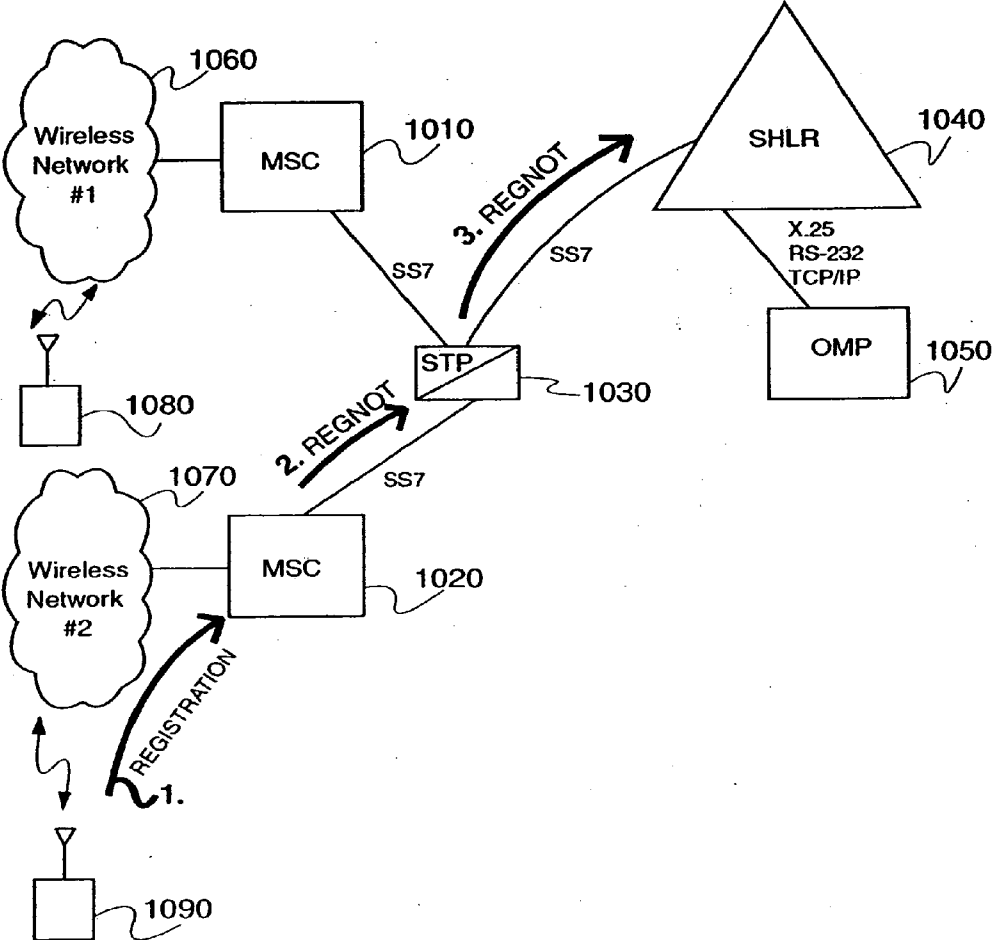 1060
Wireless
Network
#1
MSC
1010
SS7
3. REGNOT
SS7
SHLR
1040
X.25
RS-232
TCP/IP
OMP
1050
STP
1030
1080
2. REGNOT
SS7
1070
Wireless
Network
#2
MSC
1020
REGISTRATION
1.
1090